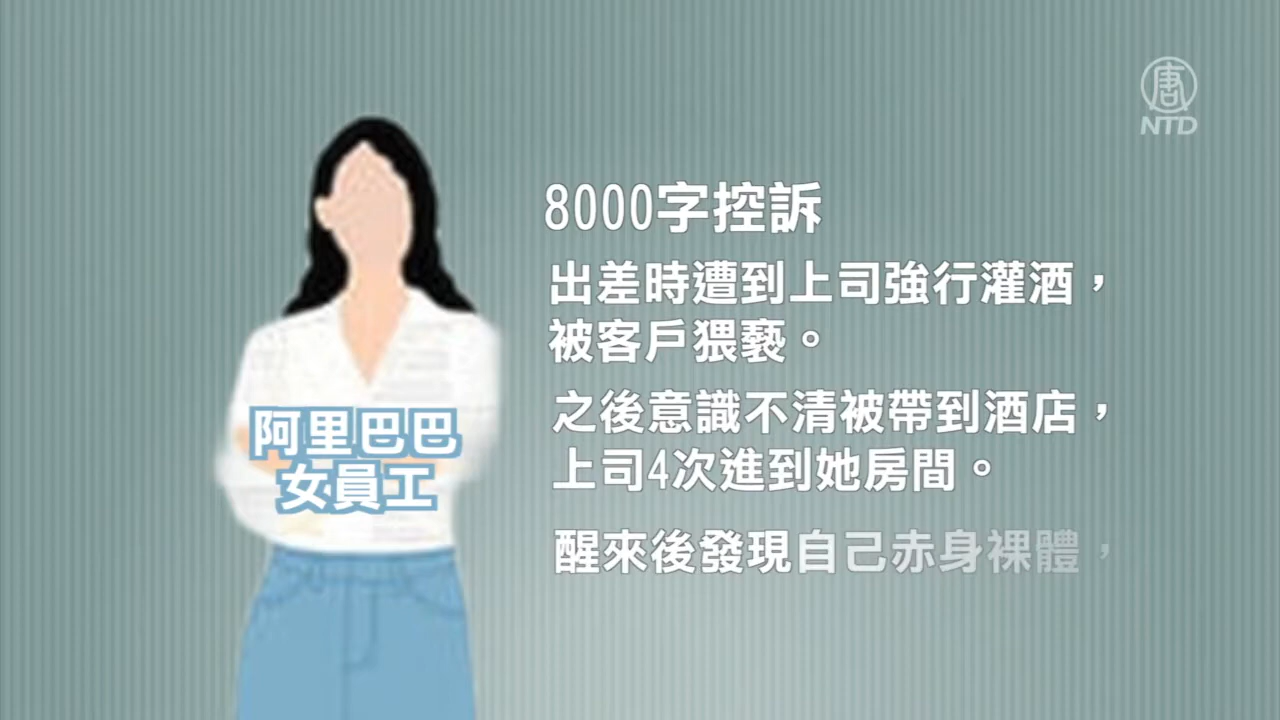 唐
NTD
8000字控訴
出差時遭到上司強行灌酒，
被客戶猥褻。
之後意識不清被帶到酒店，
上司4次進到她房間。
醒來後發現自己赤身裸體，
阿里巴巴
女員工